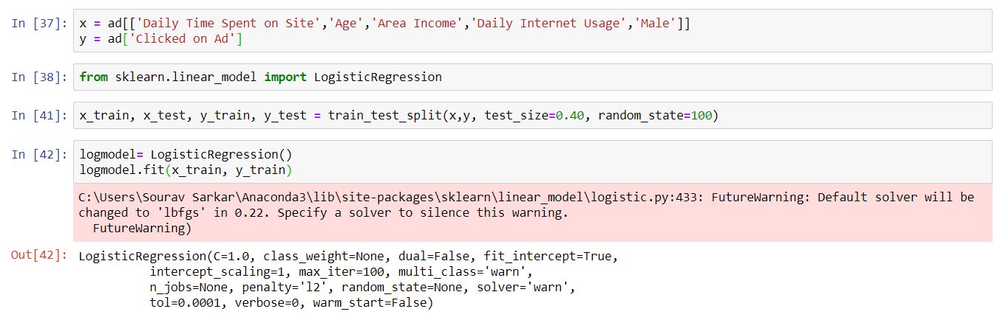 In [37]: x = ad[['Daily Time Spent on Site','Age','Area Income','Daily Internet Usage','Male']]
y = ad['Clicked on Ad']
In [38]: from sklearn.linear_model import LogisticRegression
In [41]: x_train, x_test, y_train, y_test = train_test_split(x,y, test_size=0.40, random_state=100)
In [42]: logmodel= LogisticRegression()
logmodel.fit(x_train, y_train)
C:\Users\Sourav Sarkar\Anaconda3\lib\site-packages\sklearn\linear_model\logistic.py:433: FutureWarning: Default solver will be
changed to 'lbfgs' in 0.22. Specify a solver to silence this warning.
FutureWarning)
Out[42]: LogisticRegression(C=1.0, class_weight=None, dual=False, fit_intercept=True,
intercept_scaling=1, max_iter=100, multi_class='warn',
n_jobs=None, penalty='l2', random_state=None, solver='warn',
tol=0.0001, verbose=0, warm_start=False)